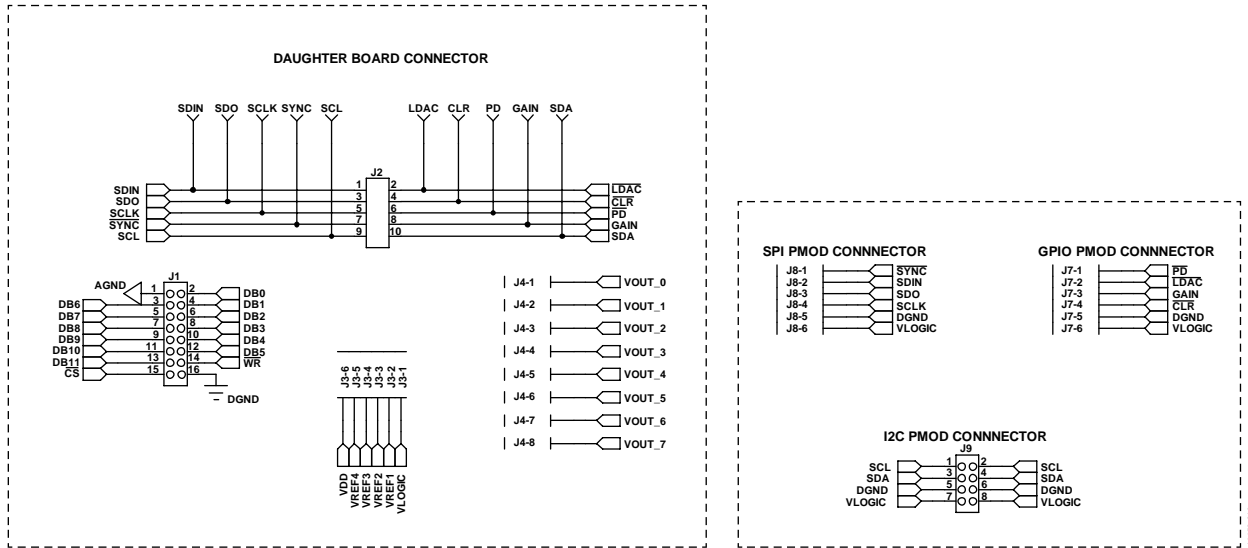 DAUGHTER BOARD CONNECTOR
SDIN SDO SCLK SYNC SCL LDAC CLR PD GAIN SDA
J2
SDIN 1 2 LDAC
SDO 3 4 CLR
SCLK 5 6 PD
SYNC 7 8 GAIN
SCL 9 10 SDA
J1
AGND 1 2 DB0
DB6 3 4 DB1
DB7 5 6 DB2
DB8 7 8 DB3
DB9 9 10 DB4
DB10 11 12 DB5
DB11 13 14 WR
CS 15 16
DGND
J3-6 J3-5 J3-4 J3-3 J3-2 J3-1
VDD VREF4 VREF3 VREF2 VREF1 VLOGIC
J4-1 VOUT_0
J4-2 VOUT_1
J4-3 VOUT_2
J4-4 VOUT_3
J4-5 VOUT_4
J4-6 VOUT_5
J4-7 VOUT_6
J4-8 VOUT_7
SPI PMOD CONNNECTOR
J8-1 SYNC
J8-2 SDIN
J8-3 SDO
J8-4 SCLK
J8-5 DGND
J8-6 VLOGIC
GPIO PMOD CONNNECTOR
J7-1 PD
J7-2 LDAC
J7-3 GAIN
J7-4 CLR
J7-5 DGND
J7-6 VLOGIC
I2C PMOD CONNNECTOR
J9
SCL 1 2 SCL
SDA 3 4 SDA
DGND 5 6 DGND
VLOGIC 7 8 VLOGIC